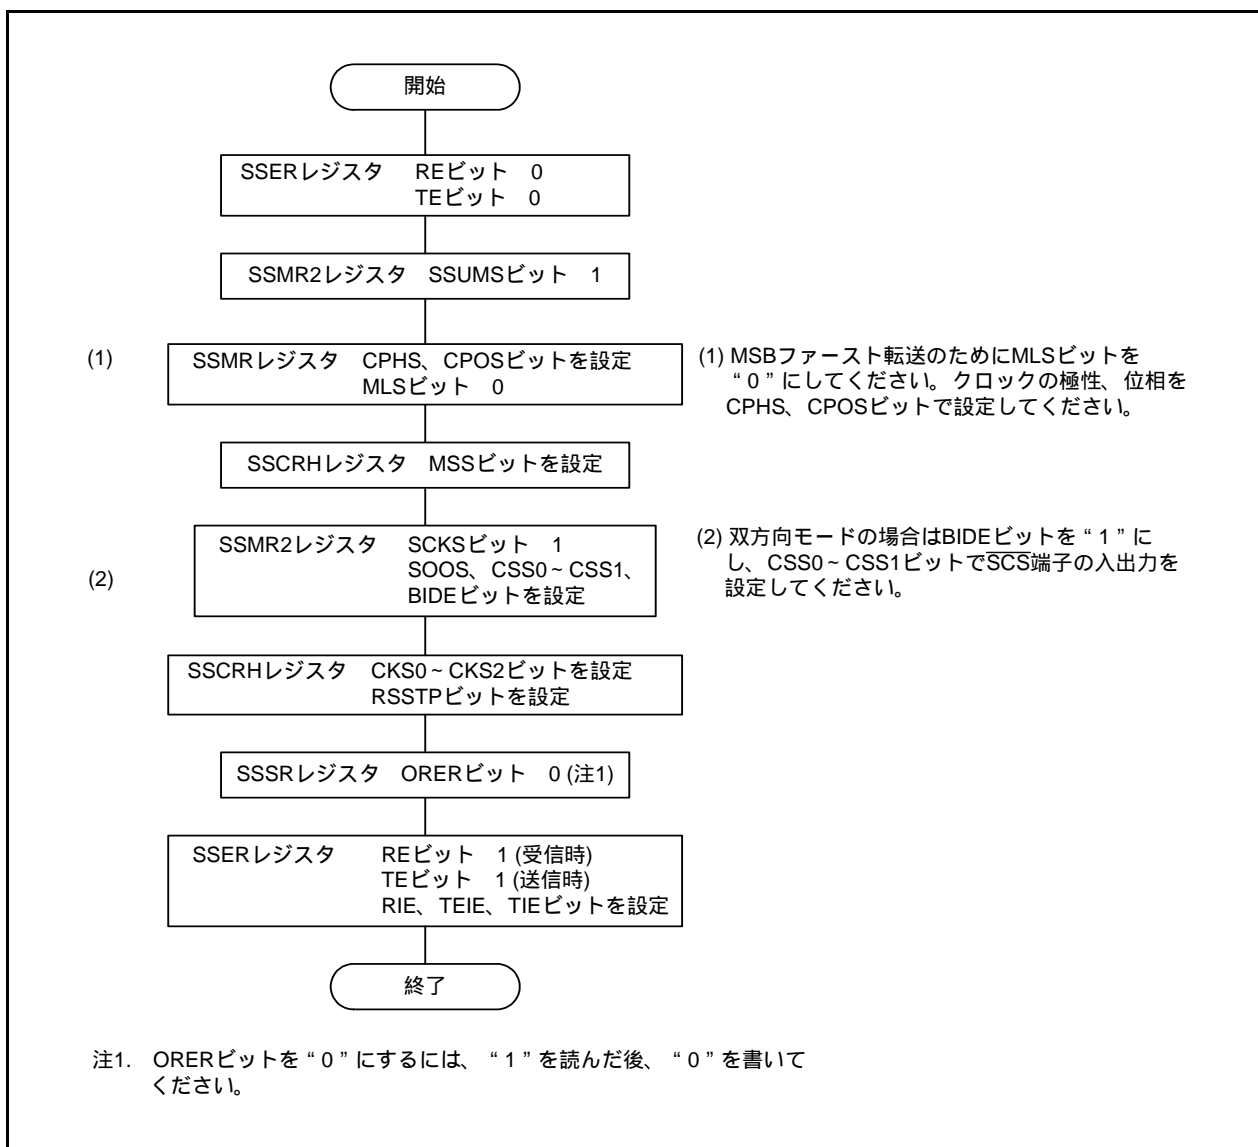 開始
SSERレジスタ REビット 0
TEビット 0
SSMR2レジスタ SSUMSビット 1
(1)
SSMRレジスタ CPHS、CPOSビットを設定
MLSビット 0
(1) MSBファースト転送のためにMLSビットを
“0”にしてください。クロックの極性、位相を
CPHS、CPOSビットで設定してください。
SSCRHレジスタ MSSビットを設定
(2)
SSMR2レジスタ SCKSビット 1
SOOS、CSS0~CSS1、
BIDEビットを設定
(2) 双方向モードの場合はBIDEビットを“1”に
し、CSS0~CSS1ビットでSCS端子の入出力を
設定してください。
SSCRHレジスタ CKS0~CKS2ビットを設定
RSSTPビットを設定
SSSRレジスタ ORERビット 0 (注1)
SSERレジスタ REビット 1 (受信時)
TEビット 1 (送信時)
RIE、TEIE、TIEビットを設定
終了
注1. ORERビットを“0”にするには、“1”を読んだ後、“0”を書いて
ください。